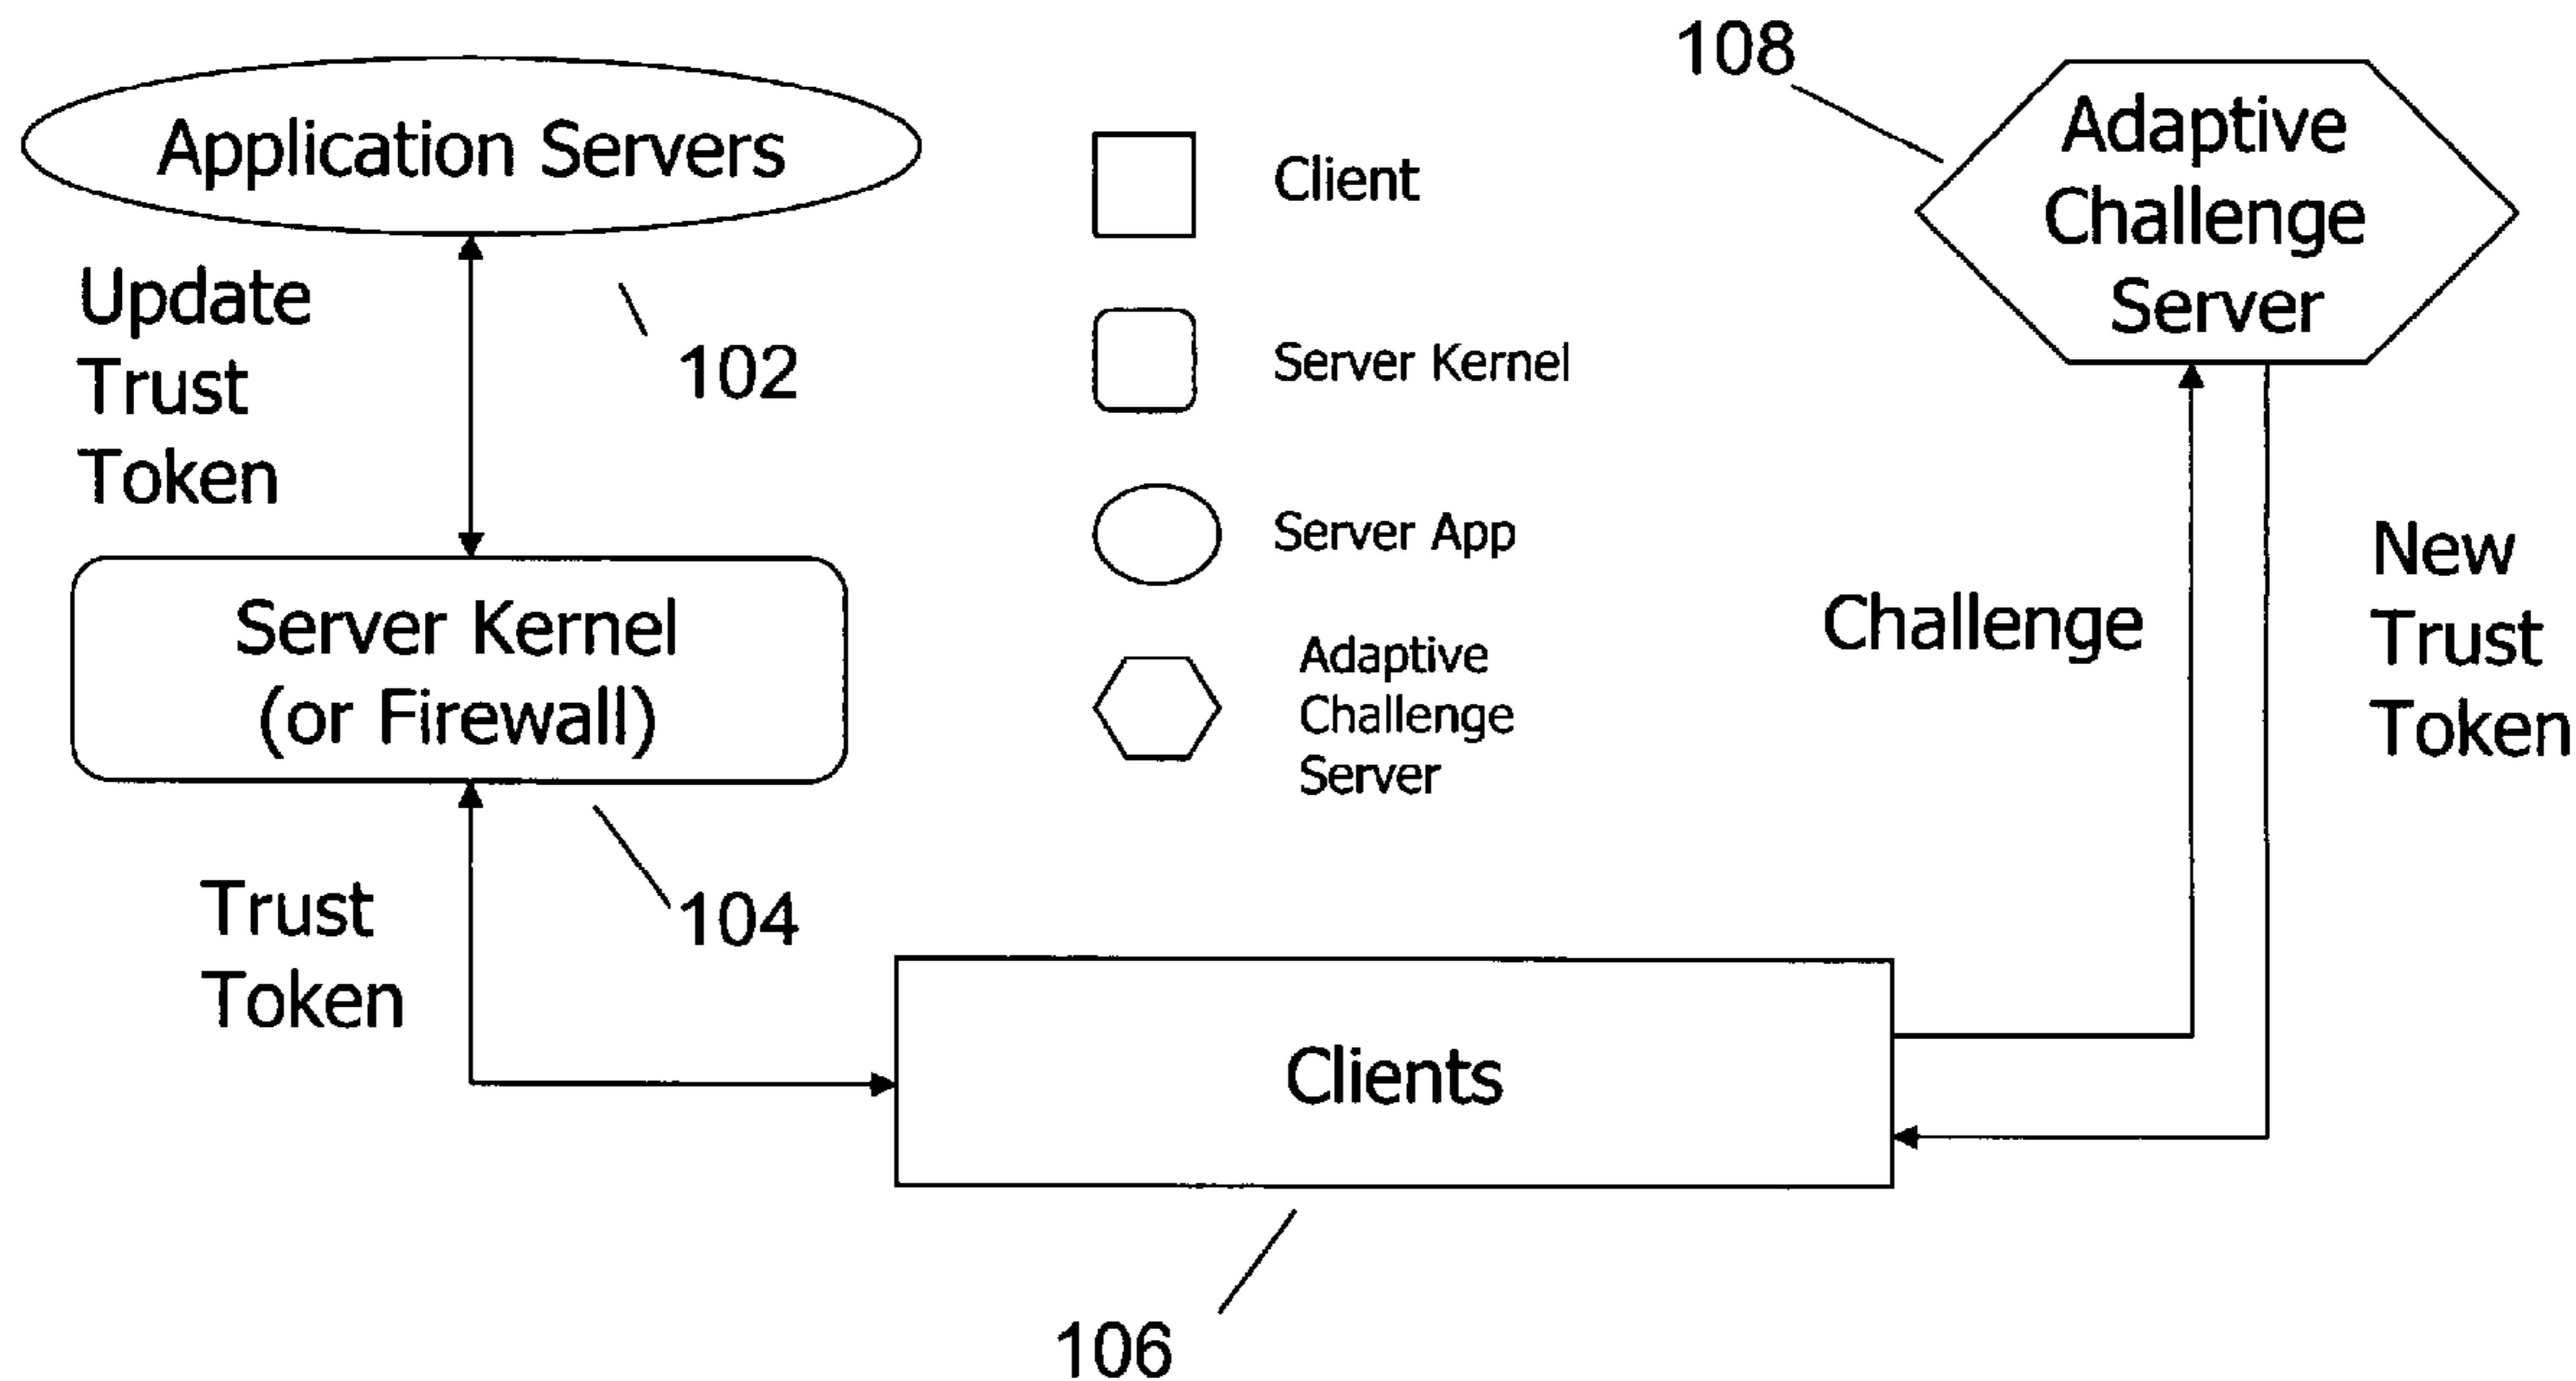 108
Application Servers
Adaptive
Challenge
Server
Client
Update
Trust
Token
102
Server Kernel
Server App
New
Trust
Token
Challenge
Server Kernel
(or Firewall)
Adaptive
Challenge
Server
Trust
Token
104
Clients
106